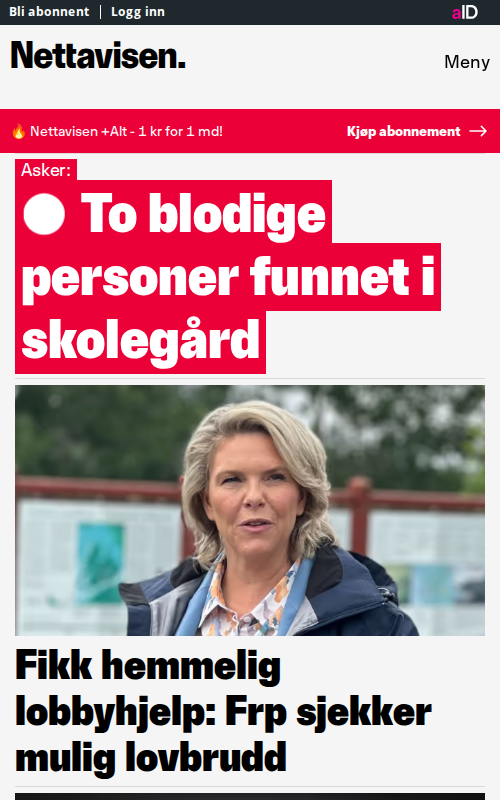 Bli abonnent | Logg inn
aID
Nettavisen.
Meny
🔥 Nettavisen +Alt - 1 kr for 1 md!
Kjøp abonnement →
Asker:
To blodige
personer funnet i
skolegård
Fikk hemmelig
lobbyhjelp: Frp sjekker
mulig lovbrudd